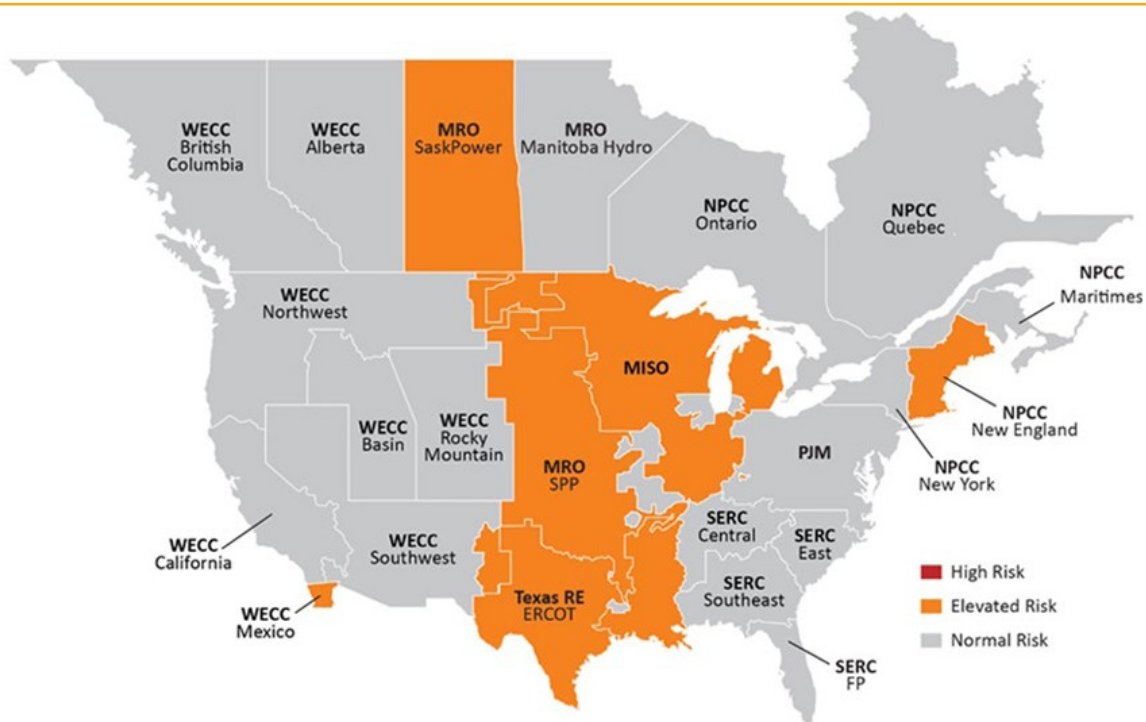 WECC
British
Columbia
WECC
Alberta
MRO
SaskPower
MRO
Manitoba Hydro
NPCC
Ontario
NPCC
Quebec
NPCC
Maritimes
WECC
Northwest
MISO
WECC
Basin
WECC
Rocky
Mountain
MRO
SPP
PJM
NPCC
New England
NPCC
New York
WECC
California
WECC
Southwest
SERC
Central
SERC
East
WECC
Mexico
Texas RE
ERCOT
SERC
Southeast
SERC
FP
High Risk
Elevated Risk
Normal Risk